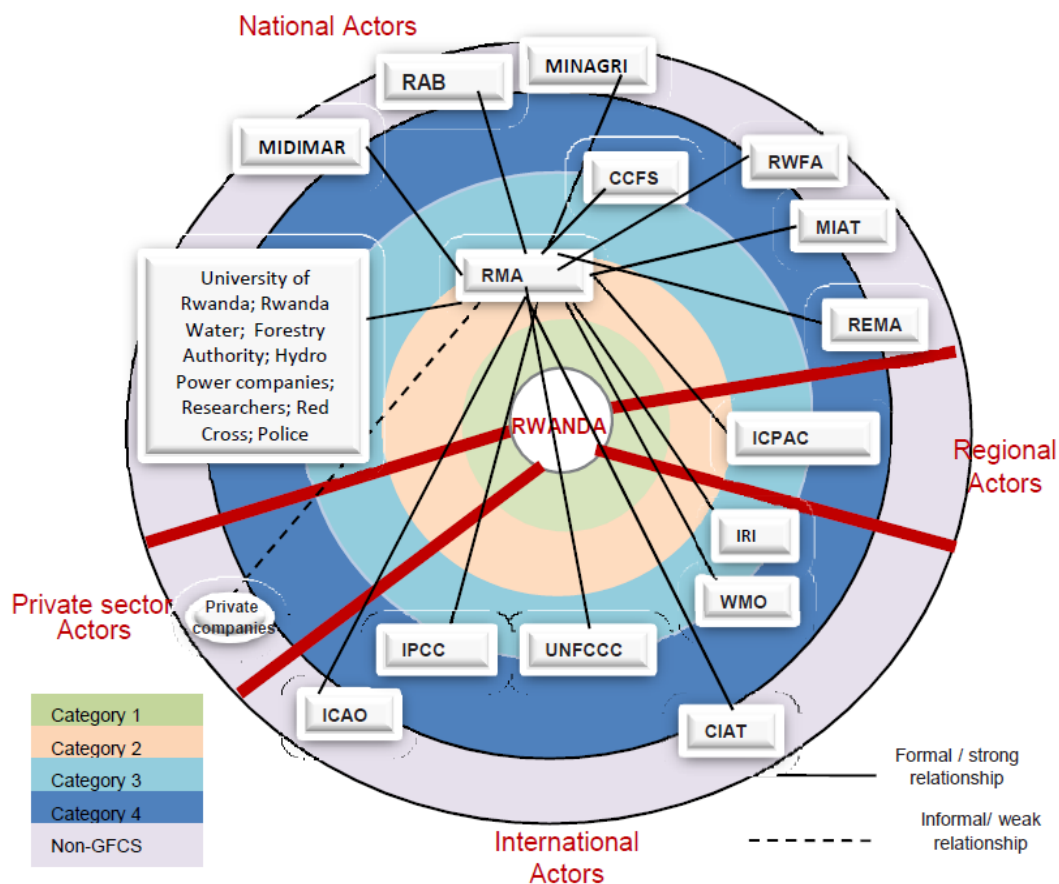 National Actors
MINAGRI
RAB
MIDIMAR
RWFA
CCFS
MIAT
RMA
University of
Rwanda; Rwanda
Water; Forestry
Authority; Hydro
Power companies;
Researchers; Red
Cross; Police
REMA
RWANDA
ICPAC
Regional
Actors
IRI
WMO
Private sector
Actors
Private
companies
IPCC
UNFCCC
ICAO
CIAT
Category 1
Category 2
Category 3
Category 4
Non-GFCS
Formal / strong
relationship
Informal/ weak
relationship
International
Actors